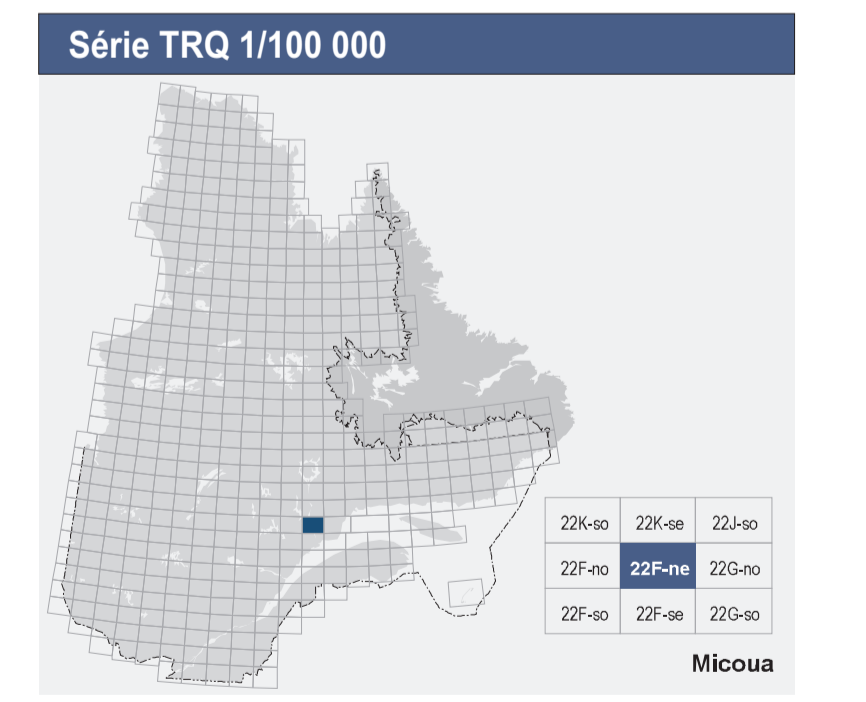 Série TRQ 1/100 000
22K-so 22K-se 22J-so
22F-no 22F-ne 22G-no
22F-so 22F-se 22G-so
Micoua